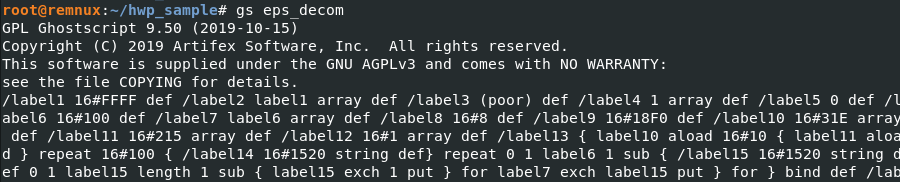 root@remnux:~/hwp_sample# gs eps_decom
GPL Ghostscript 9.50 (2019-10-15)
Copyright (C) 2019 Artifex Software, Inc.  All rights reserved.
This software is supplied under the GNU AGPLv3 and comes with NO WARRANTY:
see the file COPYING for details.
/label1 16#FFFF def /label2 label1 array def /label3 (poor) def /label4 1 array def /label5 0 def /l
abel6 16#100 def /label7 label6 array def /label8 16#8 def /label9 16#18F0 def /label10 16#31E array
 def /label11 16#215 array def /label12 16#1 array def /label13 { label10 aload 16#10 { label11 aloa
d } repeat 16#100 { /label14 16#1520 string def} repeat 0 1 label6 1 sub { /label15 16#1520 string d
ef 0 1 label15 length 1 sub { label15 exch 1 put } for label7 exch label15 put } for } bind def /lab